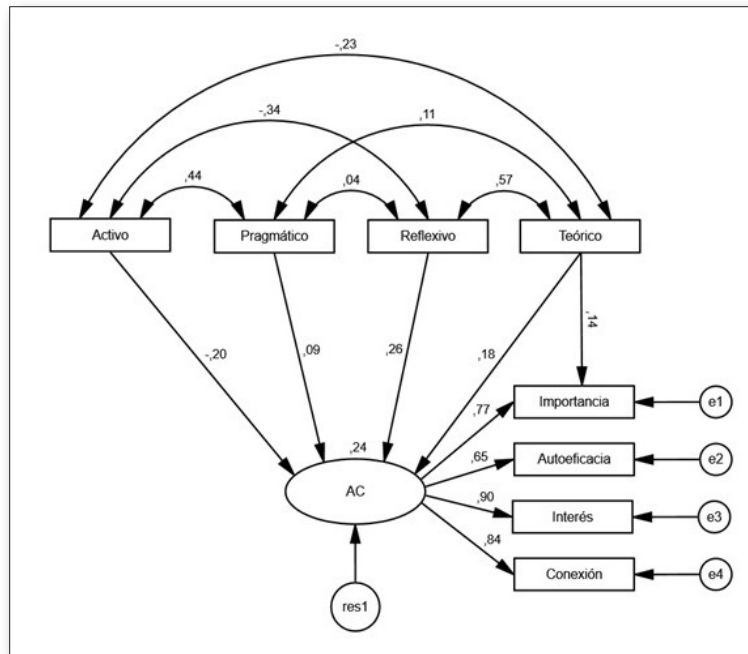 -,23
-,34
,11
,44
,04
,57
Activo
Pragmático
Reflexivo
Teórico
-,20
,09
,26
,18
,14
,77
Importancia
e1
,24
,65
Autoeficacia
e2
AC
,90
Interés
e3
,84
Conexión
e4
res1